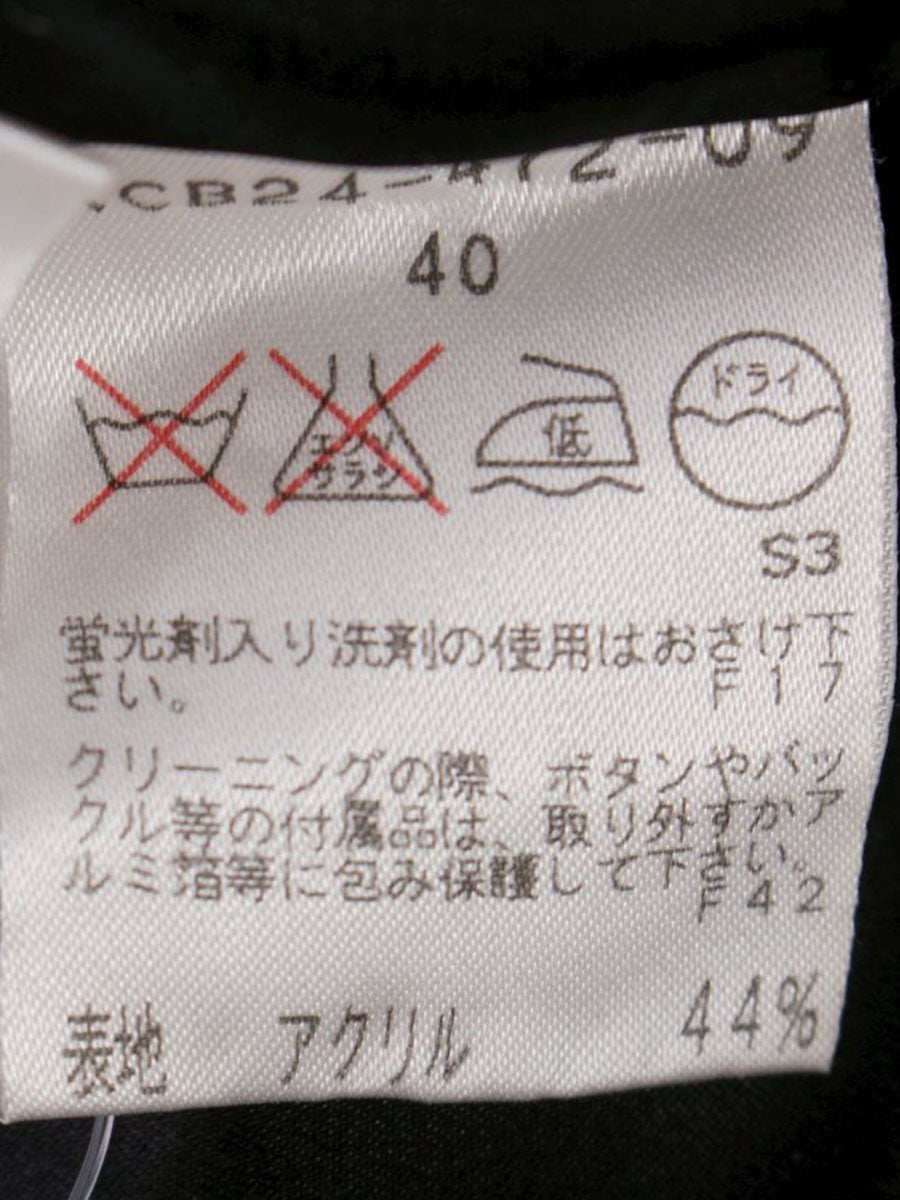 CB24-472-09
40
エンソ
サラシ
低
ドライ
S3
蛍光剤入り洗剤の使用はおさけ下
さい。 F17
クリーニングの際、ボタンやバッ
クル等の付属品は、取り外すかア
ルミ箔等に包み保護して下さい。
F42
表地 アクリル 44%